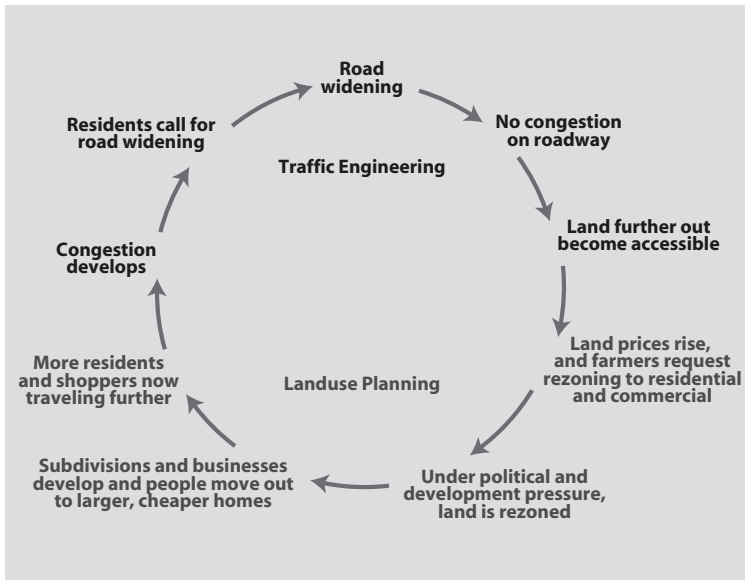 Road
widening
No congestion
on roadway
Land further out
become accessible
Land prices rise,
and farmers request
rezoning to residential
and commercial
Under political and
development pressure,
land is rezoned
Subdivisions and businesses
develop and people move out
to larger, cheaper homes
More residents
and shoppers now
traveling further
Congestion
develops
Residents call for
road widening
Traffic Engineering
Landuse Planning